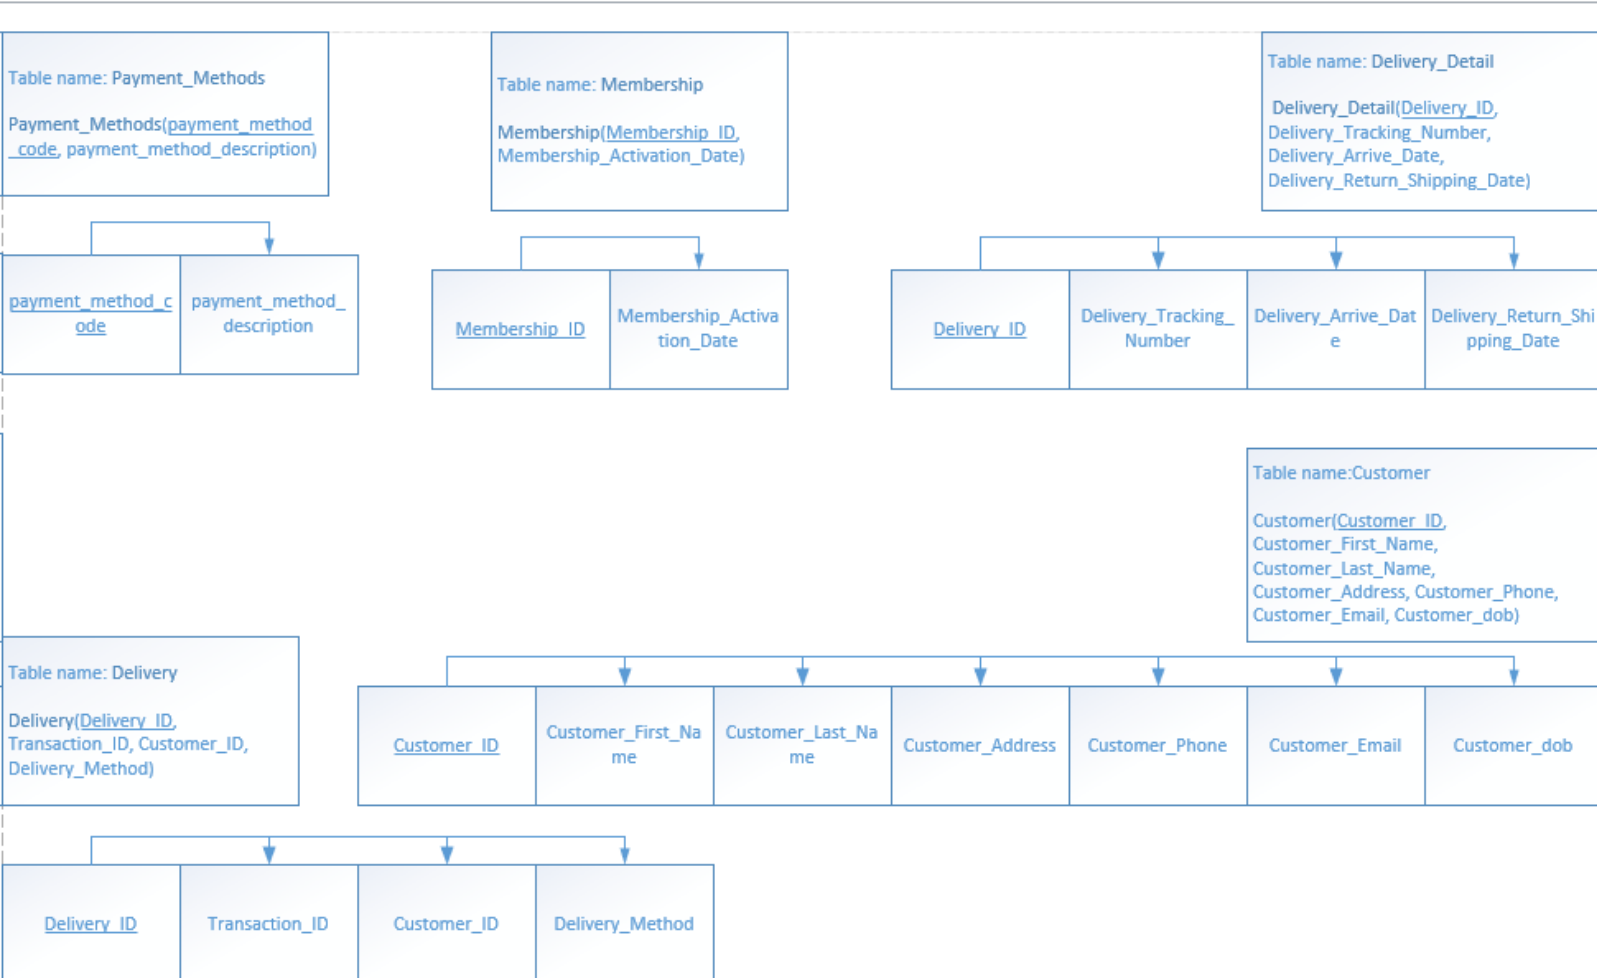 Table name: Payment_Methods
Payment_Methods(payment_method
_code, payment_method_description)
Table name: Membership
Membership(Membership_ID,
Membership_Activation_Date)
Table name: Delivery_Detail
Delivery_Detail(Delivery_ID,
Delivery_Tracking_Number,
Delivery_Arrive_Date,
Delivery_Return_Shipping_Date)
payment_method_c
ode
payment_method_
description
Membership_ID
Membership_Activa
tion_Date
Delivery_ID
Delivery_Tracking_
Number
Delivery_Arrive_Dat
e
Delivery_Return_Shi
pping_Date
Table name:Customer
Customer(Customer_ID,
Customer_First_Name,
Customer_Last_Name,
Customer_Address, Customer_Phone,
Customer_Email, Customer_dob)
Table name: Delivery
Delivery(Delivery_ID,
Transaction_ID, Customer_ID,
Delivery_Method)
Customer_ID
Customer_First_Na
me
Customer_Last_Na
me
Customer_Address
Customer_Phone
Customer_Email
Customer_dob
Delivery_ID
Transaction_ID
Customer_ID
Delivery_Method